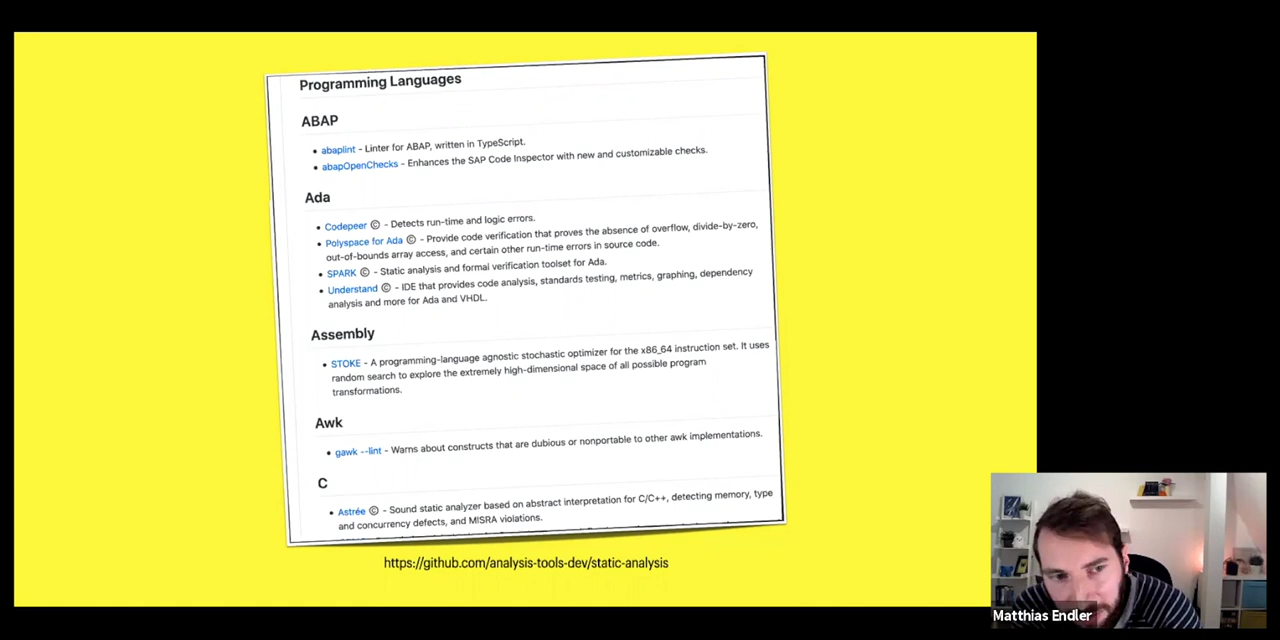 Programming Languages
ABAP
• abaplint - Linter for ABAP, written in TypeScript.
• abapOpenChecks - Enhances the SAP Code Inspector with new and customizable checks.
Ada
• Codepeer © - Detects run-time and logic errors.
• Polyspace for Ada © - Provide code verification that proves the absence of overflow, divide-by-zero,
out-of-bounds array access, and certain other run-time errors in source code.
• SPARK © - Static analysis and formal verification toolset for Ada.
• Understand © - IDE that provides code analysis, standards testing, metrics, graphing, dependency
analysis and more for Ada and VHDL.
Assembly
• STOKE - A programming-language agnostic stochastic optimizer for the x86_64 instruction set. It uses
random search to explore the extremely high-dimensional space of all possible program
transformations.
Awk
• gawk --lint - Warns about constructs that are dubious or nonportable to other awk implementations.
C
• Astrée © - Sound static analyzer based on abstract interpretation for C/C++, detecting memory, type
and concurrency defects, and MISRA violations.
https://github.com/analysis-tools-dev/static-analysis
Matthias Endler